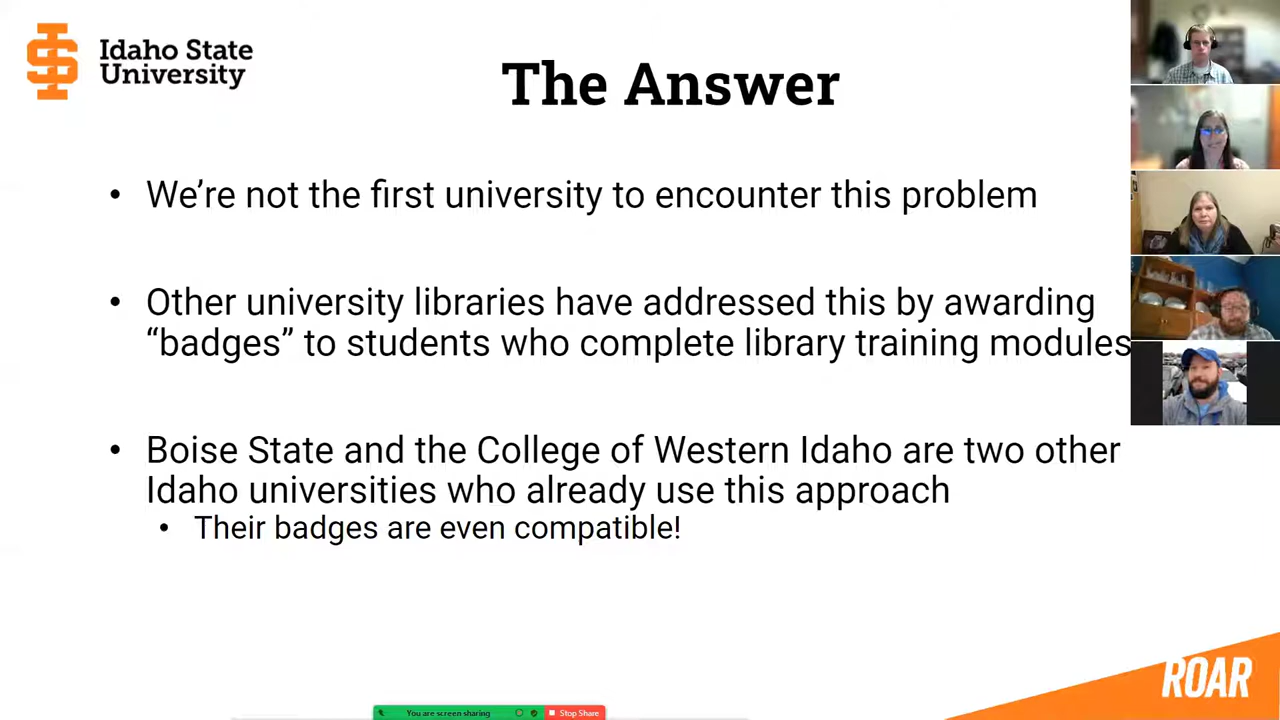 Idaho State
University
The Answer
• We’re not the first university to encounter this problem
• Other university libraries have addressed this by awarding
“badges” to students who complete library training modules
• Boise State and the College of Western Idaho are two other
Idaho universities who already use this approach
• Their badges are even compatible!
ROAR
You are screen sharing
Stop Share